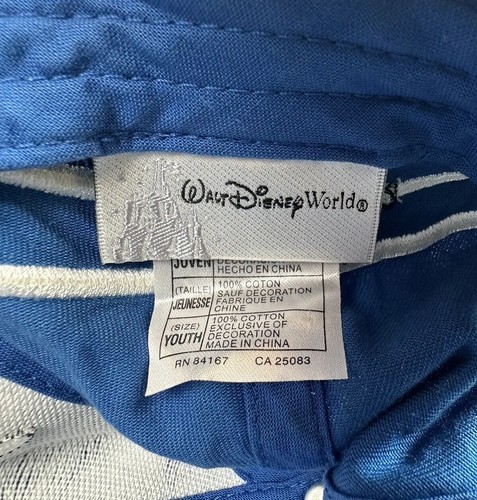 WALT DISNEY World®
JUVEN
HECHO EN CHINA
(TAILLE) 100% COTON
JEUNESSE SAUF DECORATION
FABRIQUE EN
CHINE
(SIZE) 100% COTTON
YOUTH EXCLUSIVE OF
DECORATION
MADE IN CHINA
RN 84167 CA 25083